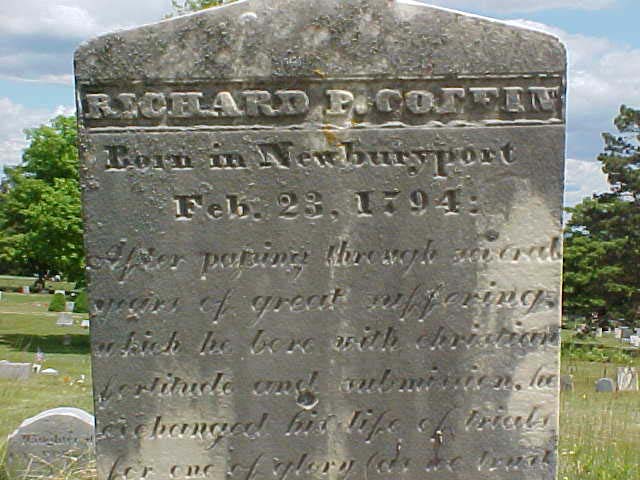 RICHARD P. COFFIN
Born in Newburyport
Feb. 23, 1794:
After passing through several
years of great suffering,
which he bore with christian
fortitude and submission, he
exchanged his life of trials
for one of glory (as we trust